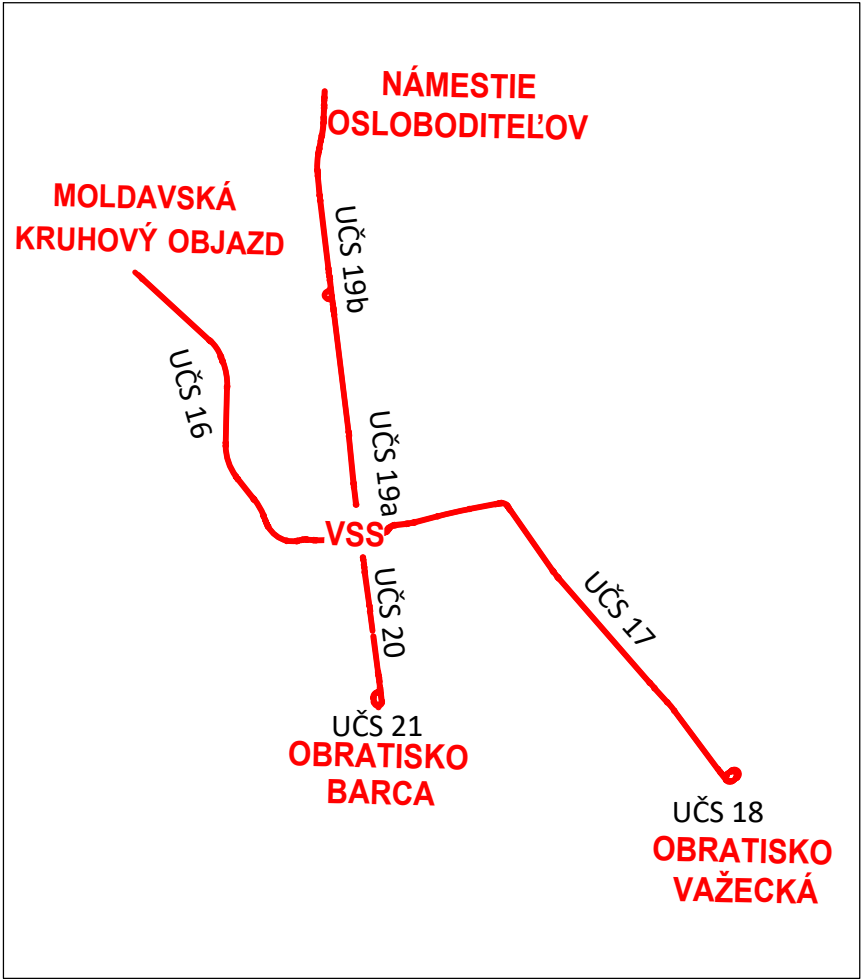 NÁMESTIE
OSLOBODITEĽOV
MOLDAVSKÁ
KRUHOVÝ OBJAZD
UČS 19b
UČS 16
UČS 19a
VSS
UČS 20
UČS 17
UČS 21
OBRATISKO
BARCA
UČS 18
OBRATISKO
VAŽECKÁ